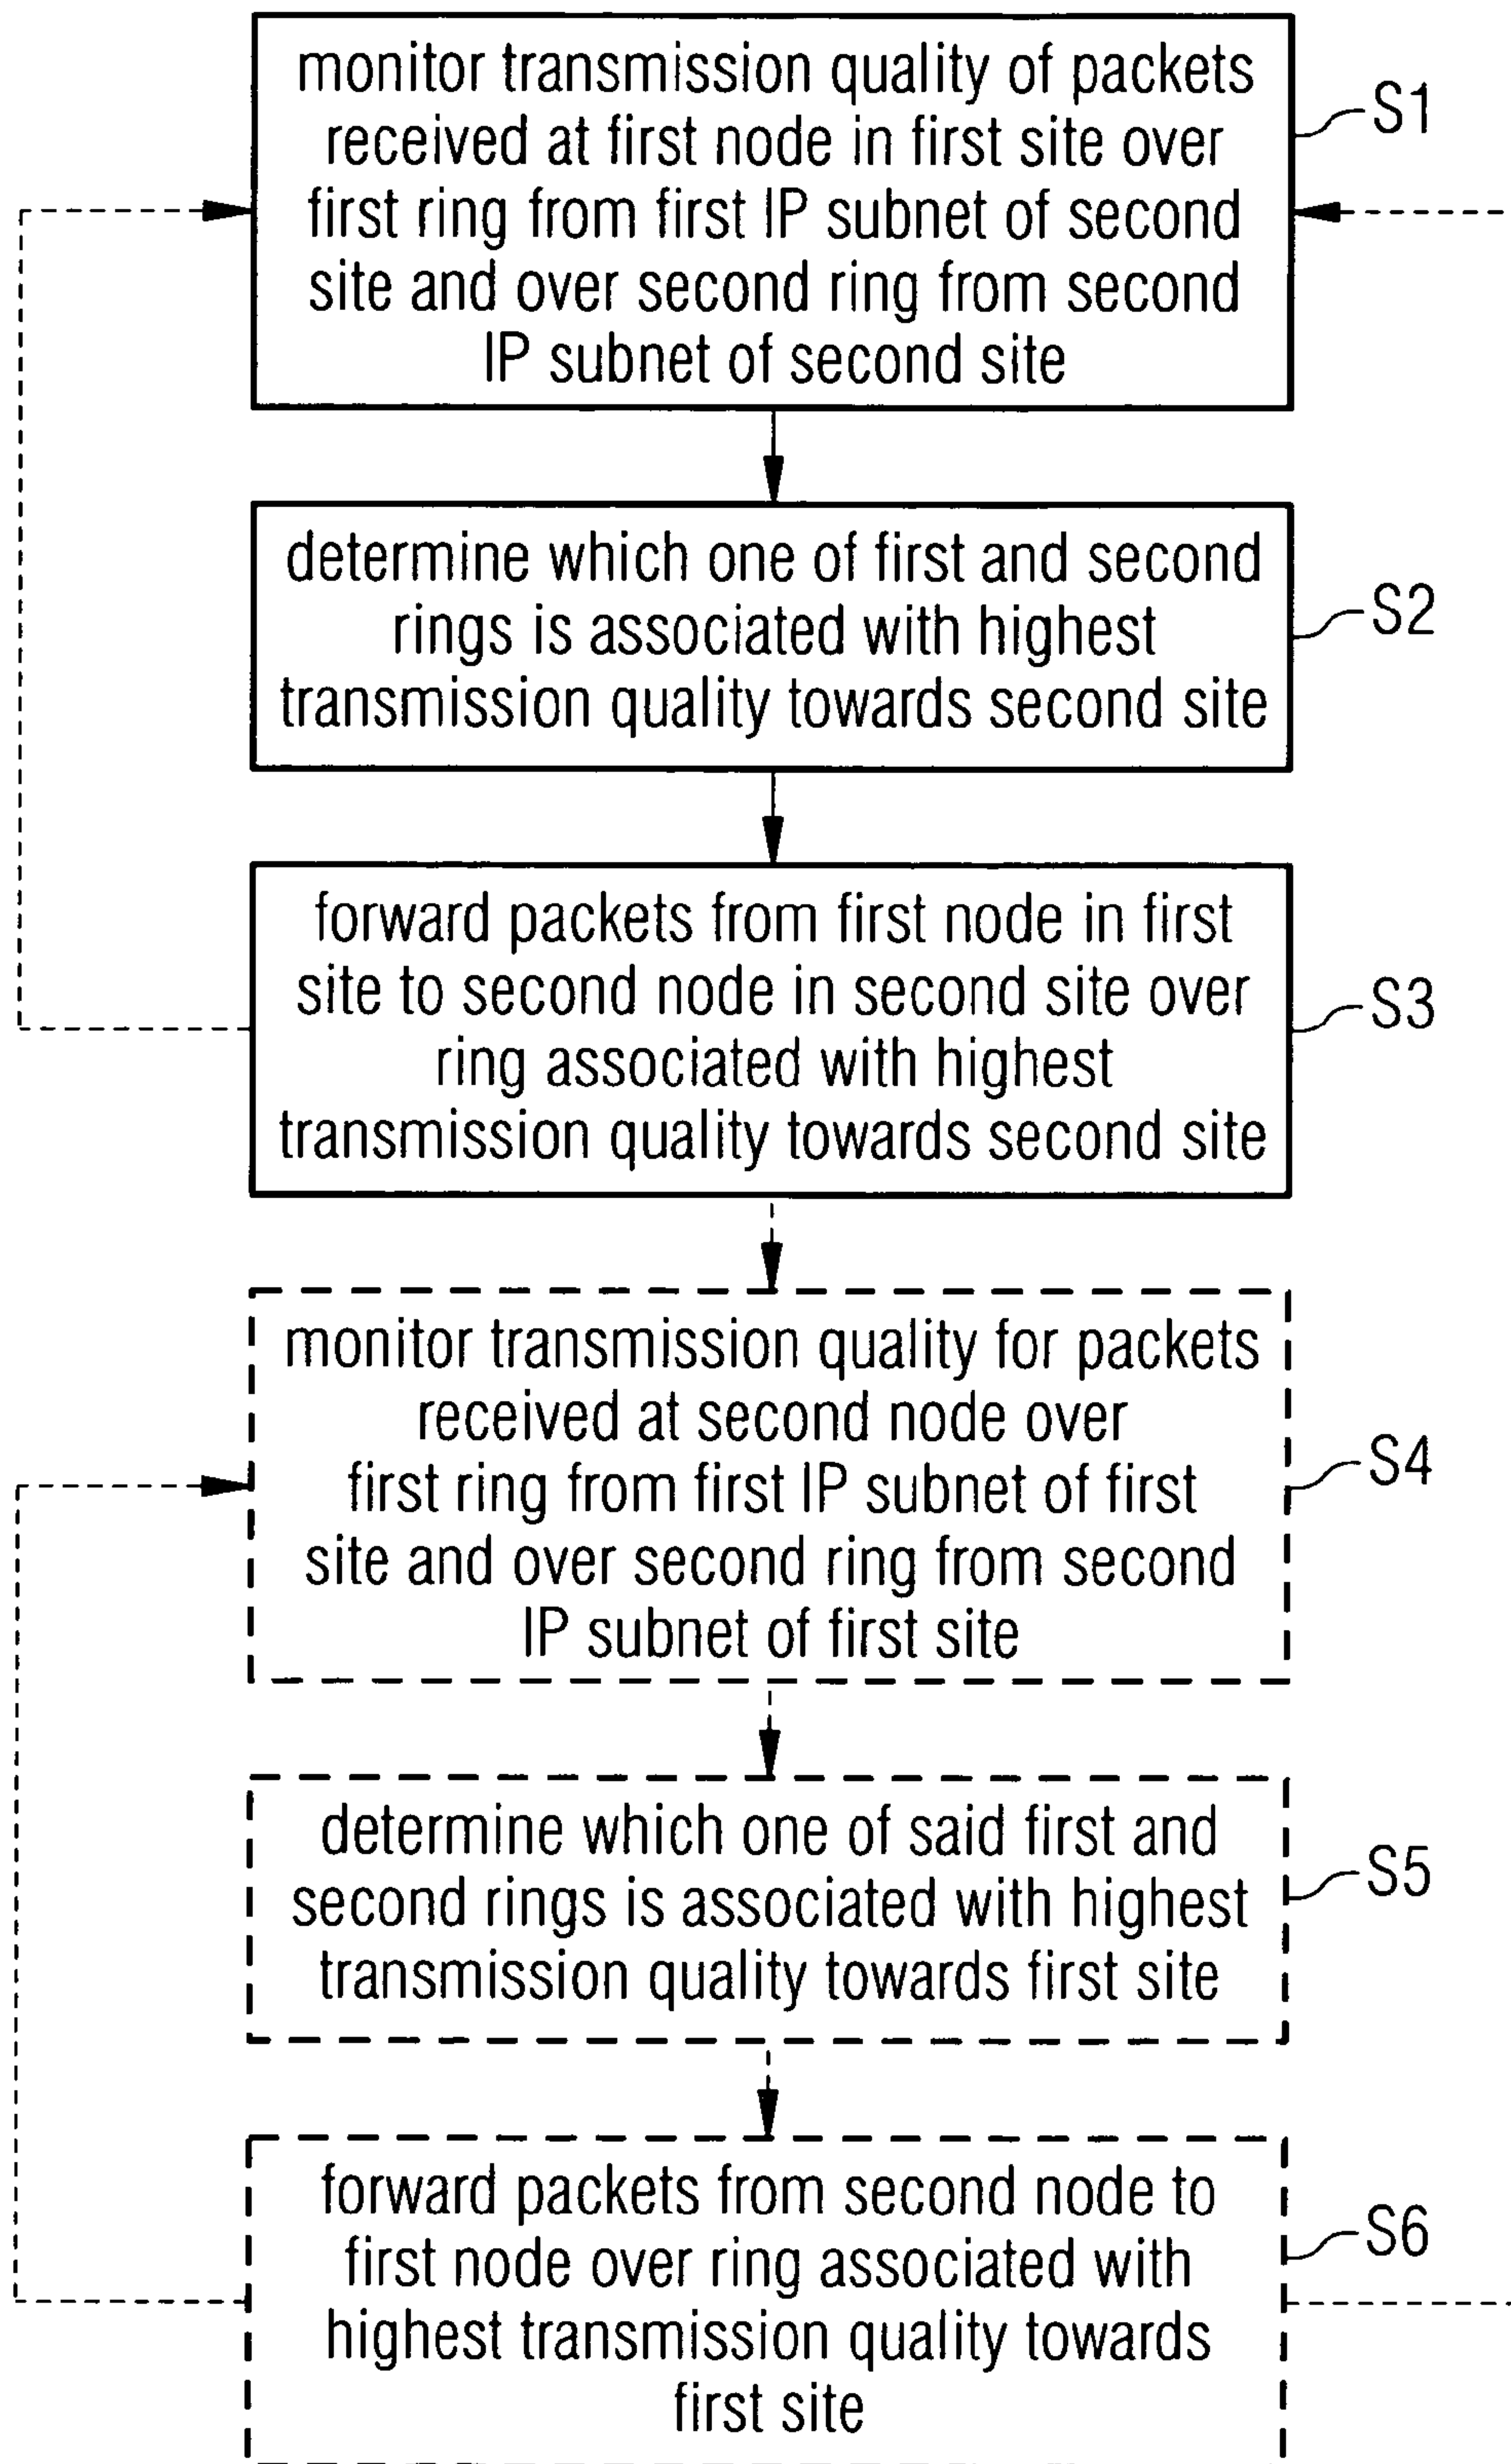 monitor transmission quality of packets
received at first node in first site over
first ring from first IP subnet of second
site and over second ring from second
IP subnet of second site
S1
determine which one of first and second
rings is associated with highest
transmission quality towards second site
S2
forward packets from first node in first
site to second node in second site over
ring associated with highest
transmission quality towards second site
S3
monitor transmission quality for packets
received at second node over
first ring from first IP subnet of first
site and over second ring from second
IP subnet of first site
S4
determine which one of said first and
second rings is associated with highest
transmission quality towards first site
S5
forward packets from second node to
first node over ring associated with
highest transmission quality towards
first site
S6